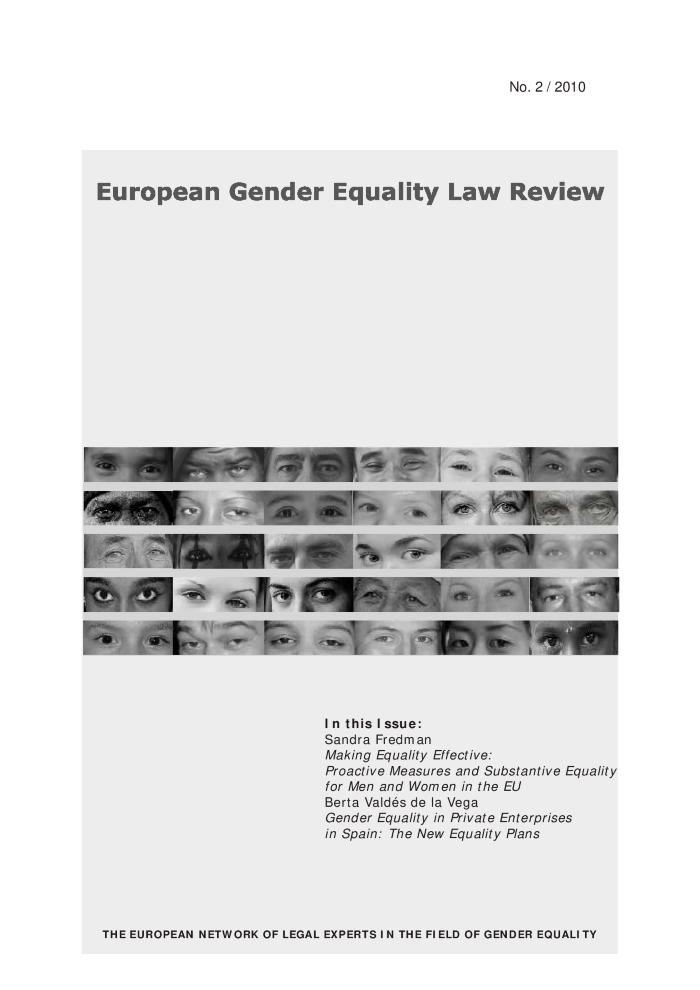 No. 2 / 2010
European Gender Equality Law Review
In this Issue:
Sandra Fredman
Making Equality Effective:
Proactive Measures and Substantive Equality
for Men and Women in the EU
Berta Valdés de la Vega
Gender Equality in Private Enterprises
in Spain: The New Equality Plans
THE EUROPEAN NETWORK OF LEGAL EXPERTS IN THE FIELD OF GENDER EQUALITY